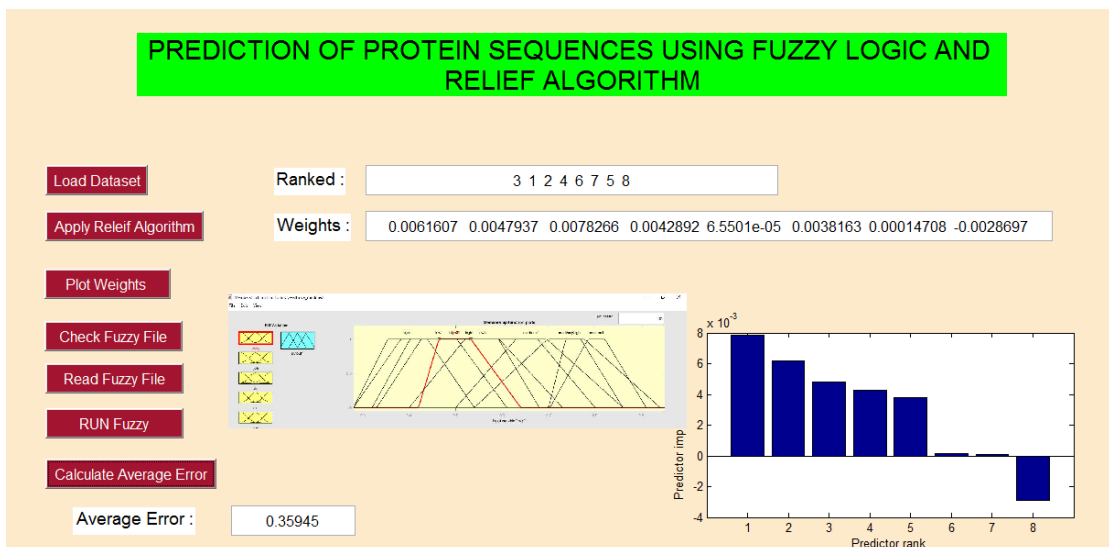 PREDICTION OF PROTEIN SEQUENCES USING FUZZY LOGIC AND
RELIEF ALGORITHM
Load Dataset
Ranked :
3 1 2 4 6 7 5 8
Apply Releif Algorithm
Weights :
0.0061607 0.0047937 0.0078266 0.0042892 6.5501e-05 0.0038163 0.00014708 -0.0028697
Plot Weights
Check Fuzzy File
Read Fuzzy File
RUN Fuzzy
Calculate Average Error
Average Error :
0.35945
x 10^-3
8
6
4
2
0
-2
-4
Predictor imp
1 2 3 4 5 6 7 8
Predictor rank